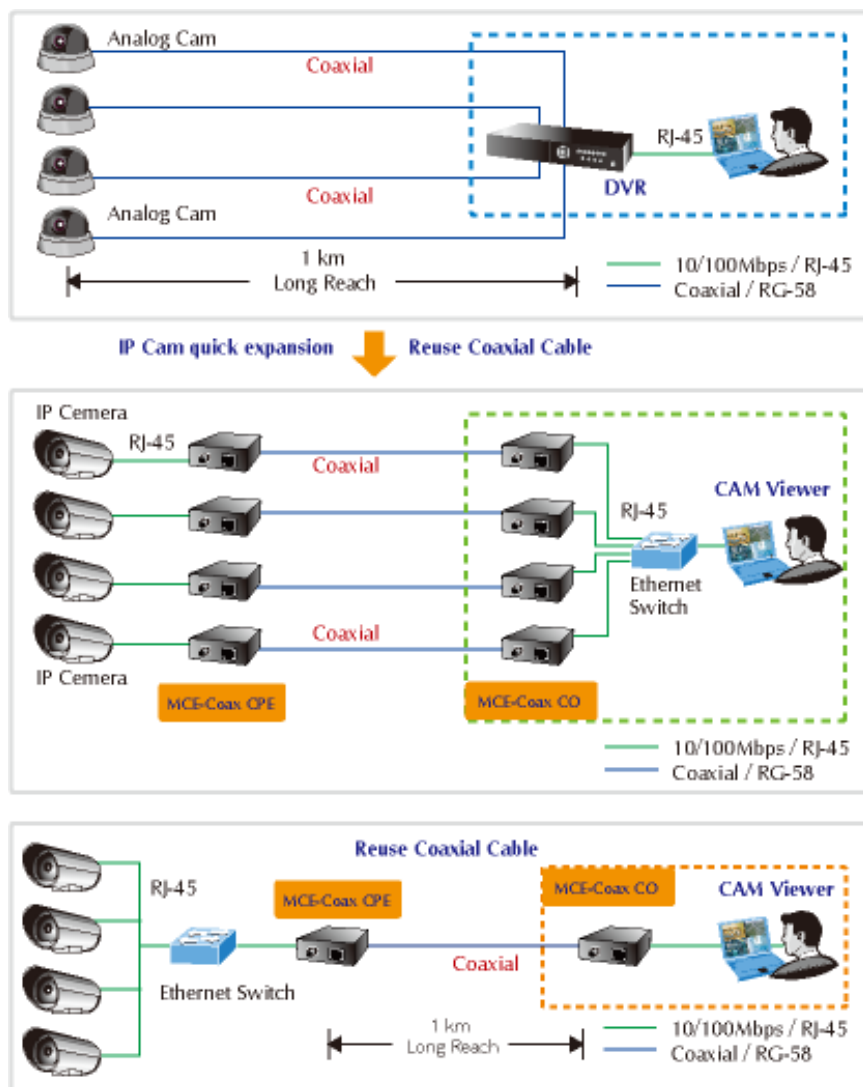 Analog Cam
Coaxial
RJ-45
DVR
Coaxial
Analog Cam
1 km
Long Reach
10/100Mbps / RJ-45
Coaxial / RG-58
IP Cam quick expansion
Reuse Coaxial Cable
IP Cemera
RJ-45
Coaxial
CAM Viewer
RJ-45
Ethernet
Switch
Coaxial
IP Cemera
MCE-Coax CPE
MCE-Coax CO
10/100Mbps / RJ-45
Coaxial / RG-58
Reuse Coaxial Cable
RJ-45
MCE-Coax CPE
MCE-Coax CO
CAM Viewer
Coaxial
Ethernet Switch
1 km
Long Reach
10/100Mbps / RJ-45
Coaxial / RG-58